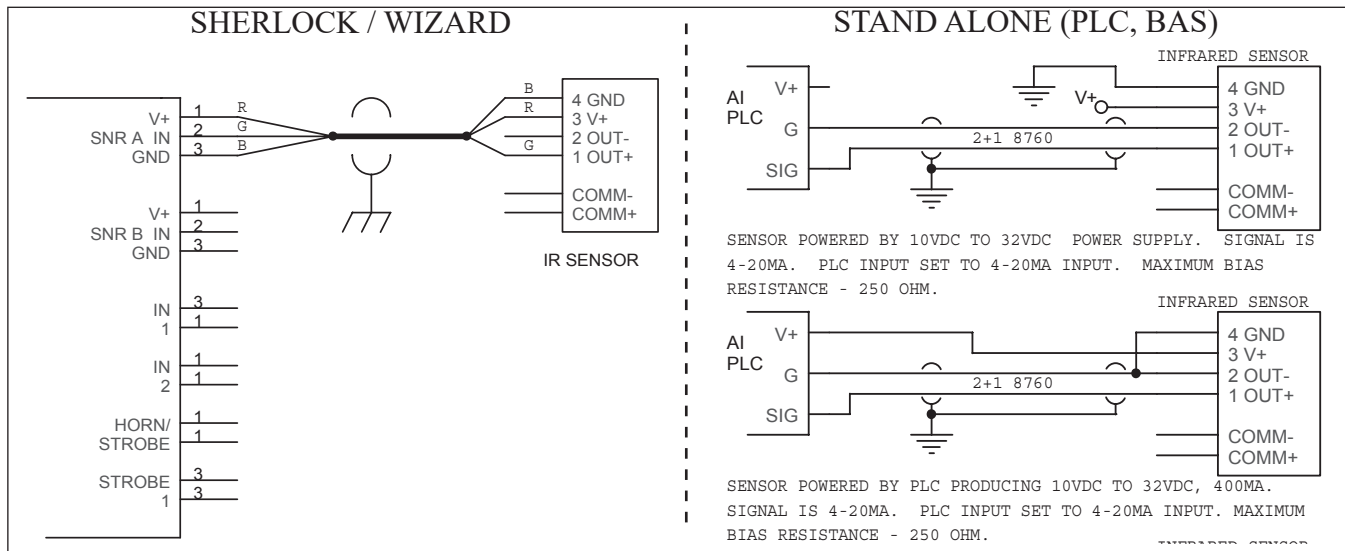 SHERLOCK / WIZARD
V+ 1 R
SNR A IN 2 G
GND 3 B
V+ 1
SNR B IN 2
GND 3
IN 3
1 1
IN 1
2 1
HORN/ 1
STROBE 1
STROBE 3
1 3
B 4 GND
R 3 V+
2 OUT-
G 1 OUT+
COMM-
COMM+
IR SENSOR
STAND ALONE (PLC, BAS)
INFRARED SENSOR
AI
PLC
V+
G
SIG
V+
2+1 8760
4 GND
3 V+
2 OUT-
1 OUT+
COMM-
COMM+
SENSOR POWERED BY 10VDC TO 32VDC POWER SUPPLY. SIGNAL IS
4-20MA. PLC INPUT SET TO 4-20MA INPUT. MAXIMUM BIAS
RESISTANCE - 250 OHM.
INFRARED SENSOR
AI
PLC
V+
G
SIG
2+1 8760
4 GND
3 V+
2 OUT-
1 OUT+
COMM-
COMM+
SENSOR POWERED BY PLC PRODUCING 10VDC TO 32VDC, 400MA.
SIGNAL IS 4-20MA. PLC INPUT SET TO 4-20MA INPUT. MAXIMUM
BIAS RESISTANCE - 250 OHM.
INFRARED SENSOR